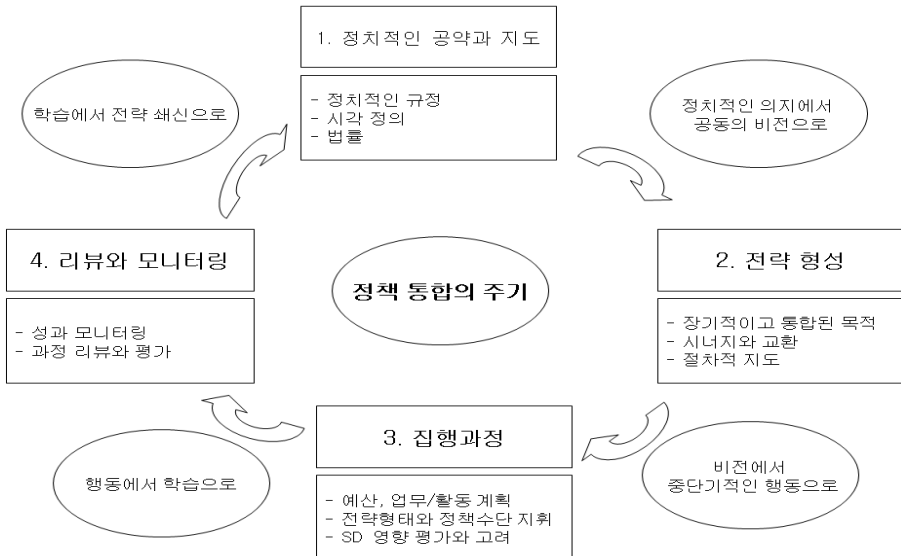 1. 정치적인 공약과 지도
- 정치적인 규정
- 시각 정의
- 법률
정치적인 의지에서
공동의 비전으로
2. 전략 형성
- 장기적이고 통합된 목적
- 시너지와 교환
- 절차적 지도
비전에서
중단기적인 행동으로
3. 집행과정
- 예산, 업무/활동 계획
- 전략형태와 정책수단 지휘
- SD 영향 평가와 고려
행동에서 학습으로
4. 리뷰와 모니터링
- 성과 모니터링
- 과정 리뷰와 평가
학습에서 전략 쇄신으로
정책 통합의 주기